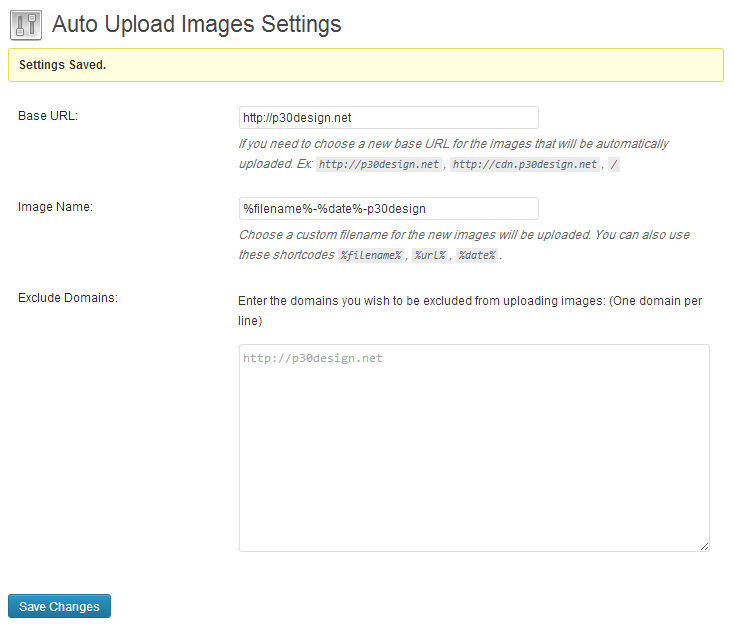 Auto Upload Images Settings
Settings Saved.
Base URL:
http://p30design.net
If you need to choose a new base URL for the images that will be automatically
uploaded. Ex: http://p30design.net , http://cdn.p30design.net , /
Image Name:
%filename%-%date%-p30design
Choose a custom filename for the new images will be uploaded. You can also use
these shortcodes %filename% , %url% , %date% .
Exclude Domains:
Enter the domains you wish to be excluded from uploading images: (One domain per
line)
http://p30design.net
Save Changes